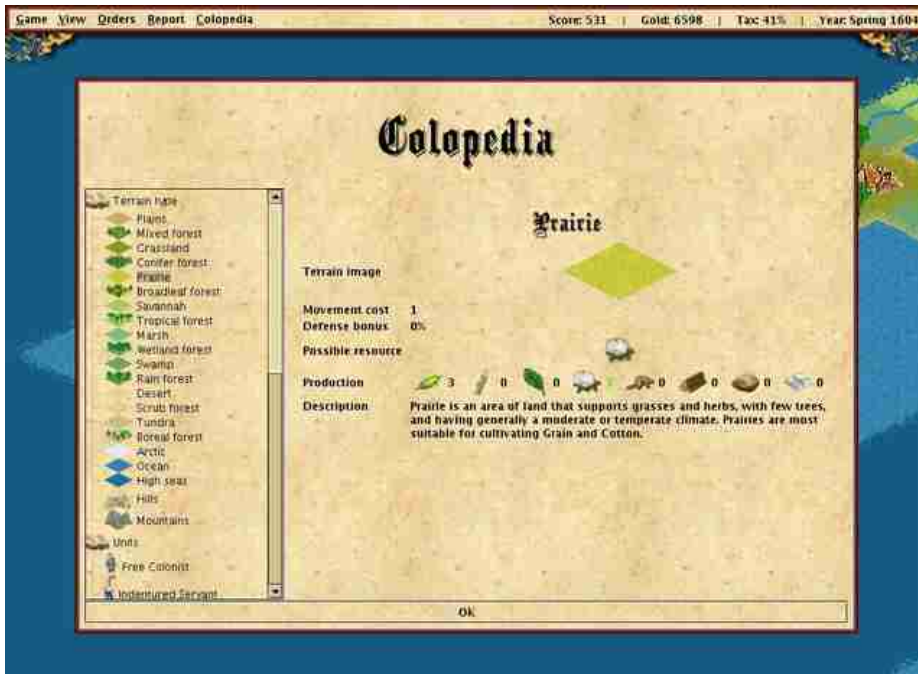 Game View Orders Report Colopedia Score: 531 | Gold: 6598 | Tax: 41% | Year: Spring 1604
Colopedia
Terrain
Plains
Mixed forest
Grassland
Conifer forest
Prairie
Broadleaf forest
Savannah
Tropical forest
Marsh
Wetland forest
Swamp
Rain forest
Desert
Scrub forest
Tundra
Boreal forest
Arctic
Ocean
High seas
Hills
Mountains
Units
Free Colonist
Indentured Servant
Prairie
Terrain image
Movement cost 1
Defense bonus 0%
Possible resource
Production 3 0 0 0 0 0 0
Description Prairie is an area of land that supports grasses and herbs, with few trees,
and having generally a moderate or temperate climate. Prairies are most
suitable for cultivating Grain and Cotton.
Ok